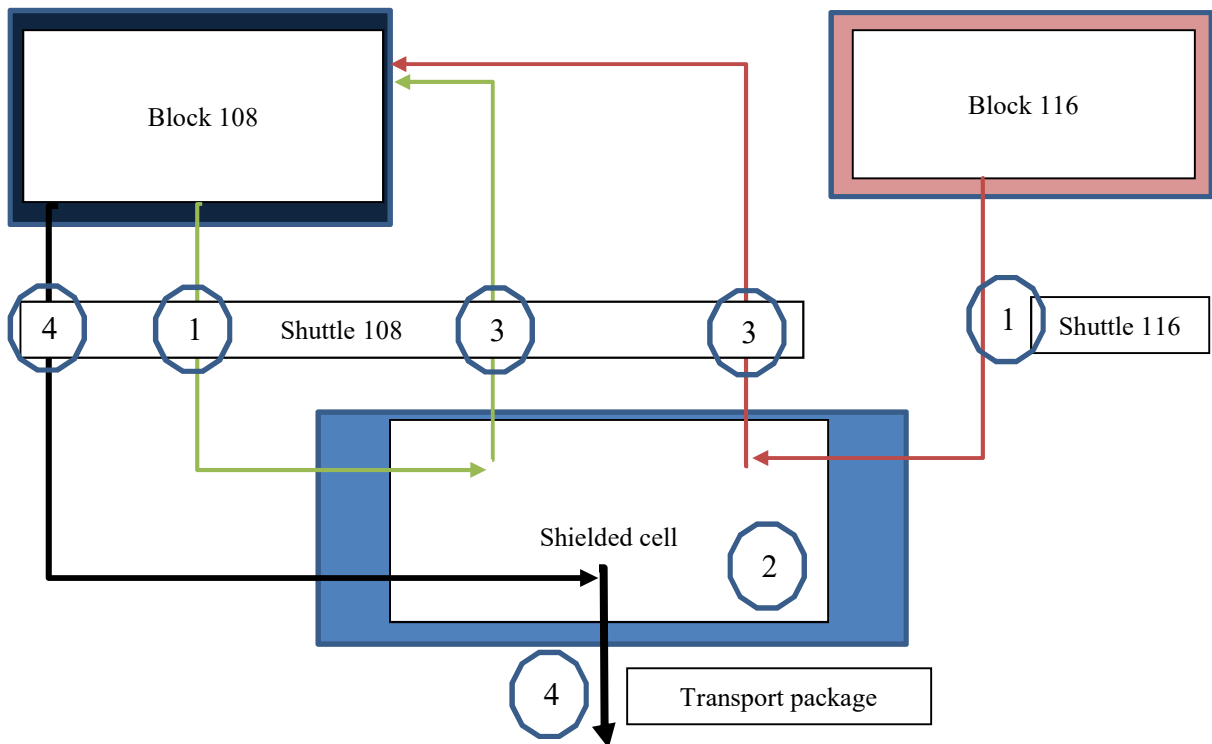 Block 108
Block 116
4
1
Shuttle 108
3
3
1
Shuttle 116
Shielded cell
2
4
Transport package